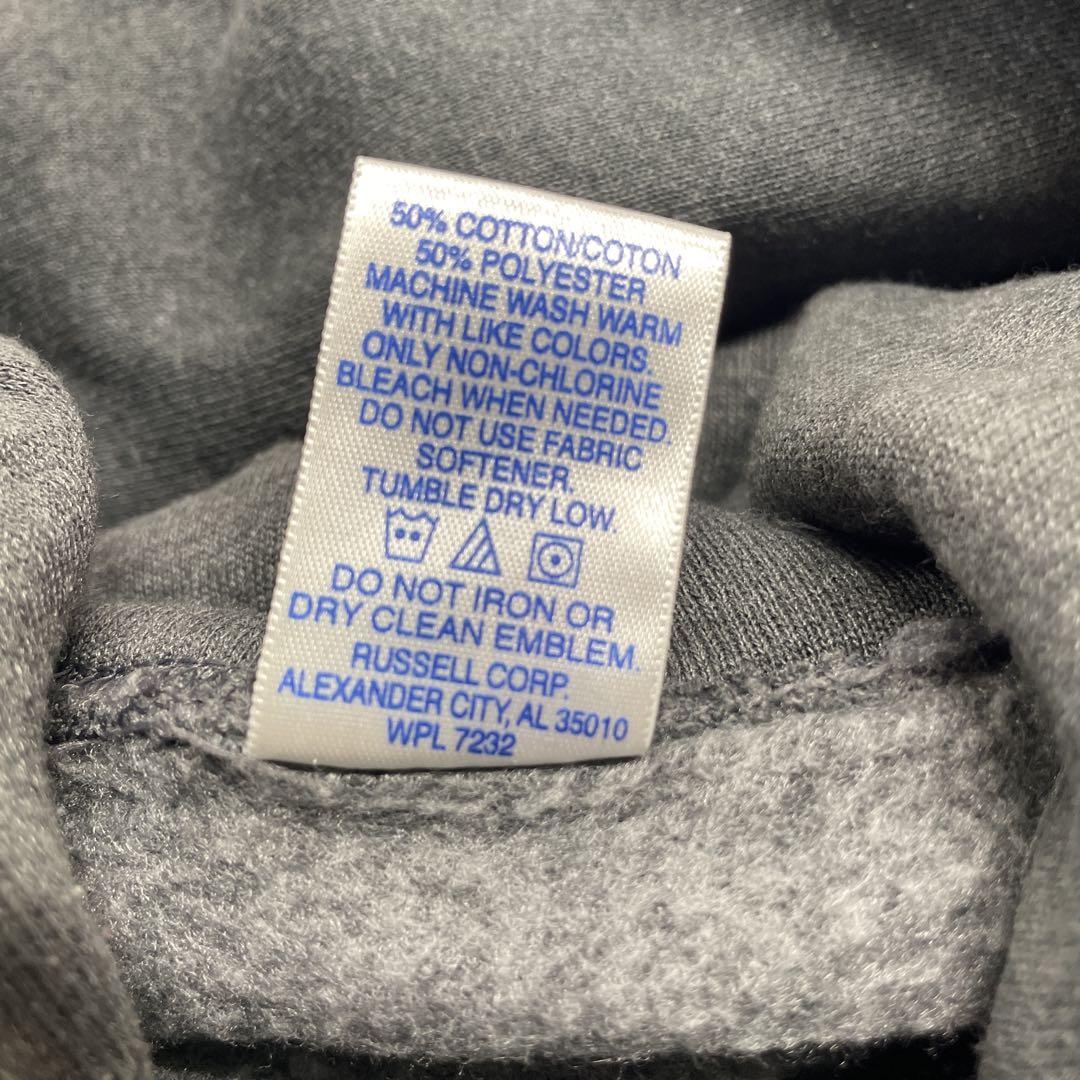 50% COTTON/COTON
50% POLYESTER
MACHINE WASH WARM
WITH LIKE COLORS.
ONLY NON-CHLORINE
BLEACH WHEN NEEDED.
DO NOT USE FABRIC
SOFTENER.
TUMBLE DRY LOW.
DO NOT IRON OR
DRY CLEAN EMBLEM.
RUSSELL CORP.
ALEXANDER CITY, AL 35010
WPL 7232